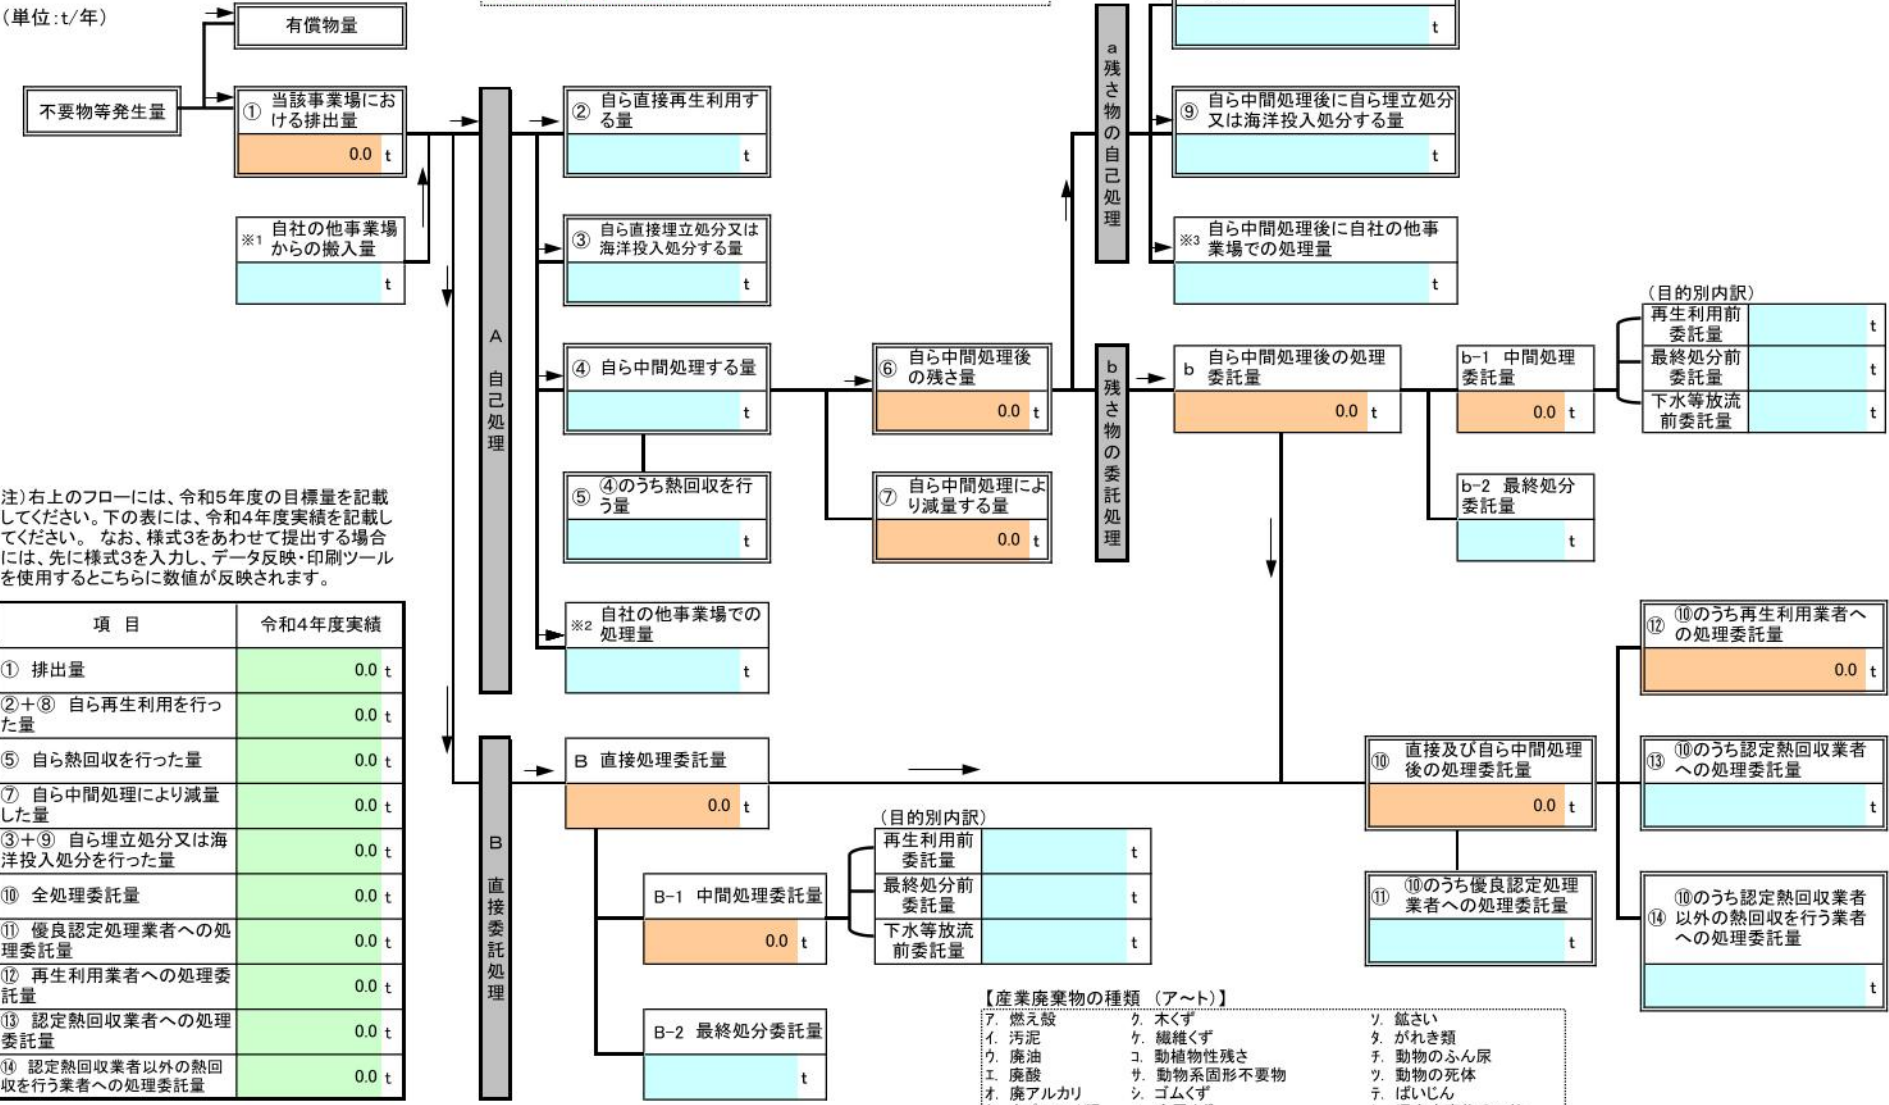 (単位:t/年)
有償物量
不要物等発生量
① 当該事業場にお
ける排出量
0.0 t
※1 自社の他事業場
からの搬入量
t
A 自己処理
② 自ら直接再生利用す
る量
t
③ 自ら直接埋立処分又は
海洋投入処分する量
t
④ 自ら中間処理する量
t
⑤ ④のうち熱回収を行
う量
t
※2 自社の他事業場での
処理量
t
⑥ 自ら中間処理後
の残さ量
0.0 t
⑦ 自ら中間処理によ
り減量する量
0.0 t
a 残さ物の自己処理
t
⑨ 自ら中間処理後に自ら埋立処分
又は海洋投入処分する量
t
※3 自ら中間処理後に自社の他事
業場での処理量
t
b 残さ物の委託処理
b 自ら中間処理後の処理
委託量
0.0 t
b-1 中間処理
委託量
0.0 t
b-2 最終処分
委託量
t
(目的別内訳)
再生利用前
委託量
t
最終処分前
委託量
t
下水等放流
前委託量
t
注)右上のフローには、令和5年度の目標量を記載
してください。下の表には、令和4年度実績を記載し
てください。 なお、様式3をあわせて提出する場合
には、先に様式3を入力し、データ反映・印刷ツール
を使用するとこちらに数値が反映されます。
項 目 令和4年度実績
① 排出量 0.0 t
②+⑧ 自ら再生利用を行っ
た量 0.0 t
⑤ 自ら熱回収を行った量 0.0 t
⑦ 自ら中間処理により減量
した量 0.0 t
③+⑨ 自ら埋立処分又は海
洋投入処分を行った量 0.0 t
⑩ 全処理委託量 0.0 t
⑪ 優良認定処理業者への処
理委託量 0.0 t
⑫ 再生利用業者への処理委
託量 0.0 t
⑬ 認定熱回収業者への処理
委託量 0.0 t
⑭ 認定熱回収業者以外の熱回
収を行う業者への処理委託量 0.0 t
B 直接委託処理
B 直接処理委託量
0.0 t
B-1 中間処理委託量
0.0 t
B-2 最終処分委託量
t
(目的別内訳)
再生利用前
委託量
t
最終処分前
委託量
t
下水等放流
前委託量
t
⑩ 直接及び自ら中間処理
後の処理委託量
0.0 t
⑪ ⑩のうち優良認定処理
業者への処理委託量
t
⑫ ⑩のうち再生利用業者へ
の処理委託量
0.0 t
⑬ ⑩のうち認定熱回収業者
への処理委託量
t
⑭ ⑩のうち認定熱回収業者
以外の熱回収を行う業者
への処理委託量
t
【産業廃棄物の種類 (ア~ト)】
ア. 燃え殻 ク. 木くず ソ. 鉱さい
イ. 汚泥 ケ. 繊維くず タ. がれき類
ウ. 廃油 コ. 動植物性残さ チ. 動物のふん尿
エ. 廃酸 サ. 動物系固形不要物 ツ. 動物の死体
オ. 廃アルカリ シ. ゴムくず テ. ばいじん